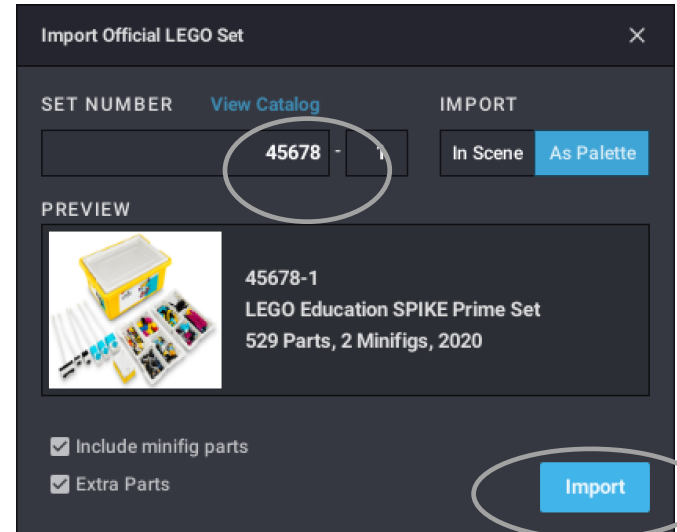 Import Official LEGO Set
SET NUMBER View Catalog IMPORT
45678 - 1 In Scene As Palette
PREVIEW
45678-1
LEGO Education SPIKE Prime Set
529 Parts, 2 Minifigs, 2020
Include minifig parts
Extra Parts
Import